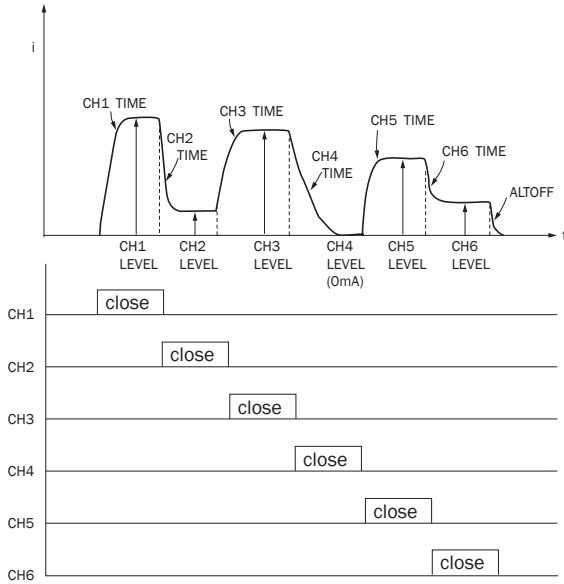 i
CH1 TIME
CH2
TIME
CH3 TIME
CH4
TIME
CH5 TIME
CH6 TIME
ALTOFF
t
CH1
LEVEL
CH2
LEVEL
CH3
LEVEL
CH4
LEVEL
(0mA)
CH5
LEVEL
CH6
LEVEL
close
CH1
close
CH2
close
CH3
close
CH4
close
CH5
close
CH6